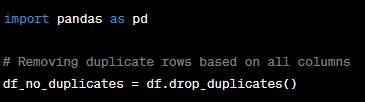 import pandas as pd
# Removing duplicate rows based on all columns
df_no_duplicates = df.drop_duplicates()